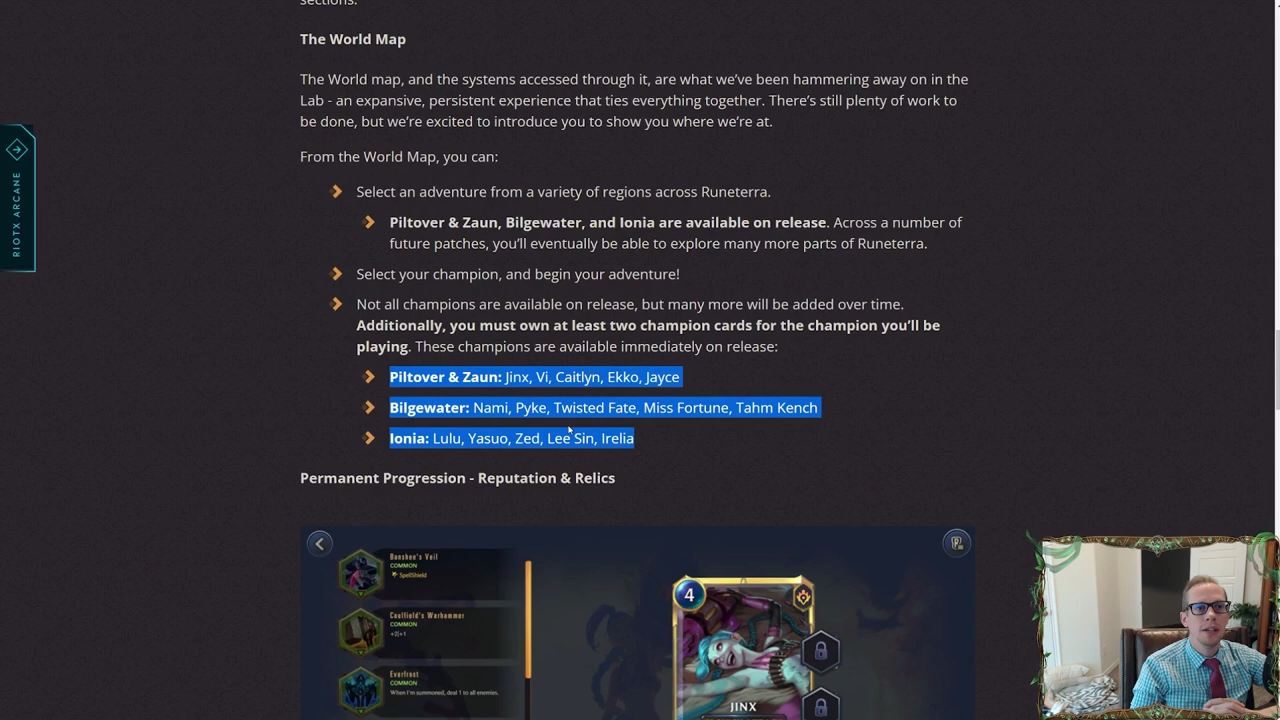 sections.
The World Map
The World map, and the systems accessed through it, are what we’ve been hammering away on in the
Lab - an expansive, persistent experience that ties everything together. There’s still plenty of work to
be done, but we’re excited to introduce you to show you where we’re at.
From the World Map, you can:
Select an adventure from a variety of regions across Runeterra.
Piltover & Zaun, Bilgewater, and Ionia are available on release. Across a number of
future patches, you’ll eventually be able to explore many more parts of Runeterra.
Select your champion, and begin your adventure!
Not all champions are available on release, but many more will be added over time.
Additionally, you must own at least two champion cards for the champion you’ll be
playing. These champions are available immediately on release:
Piltover & Zaun: Jinx, Vi, Caitlyn, Ekko, Jayce
Bilgewater: Nami, Pyke, Twisted Fate, Miss Fortune, Tahm Kench
Ionia: Lulu, Yasuo, Zed, Lee Sin, Irelia
Permanent Progression - Reputation & Relics
RIOTX ARCANE
Banshee's Veil
COMMON
SpellShield
Caulfield's Warhammer
COMMON
+2|+1
Everfrost
COMMON
When I'm summoned, deal 1 to all enemies.
4
JINX